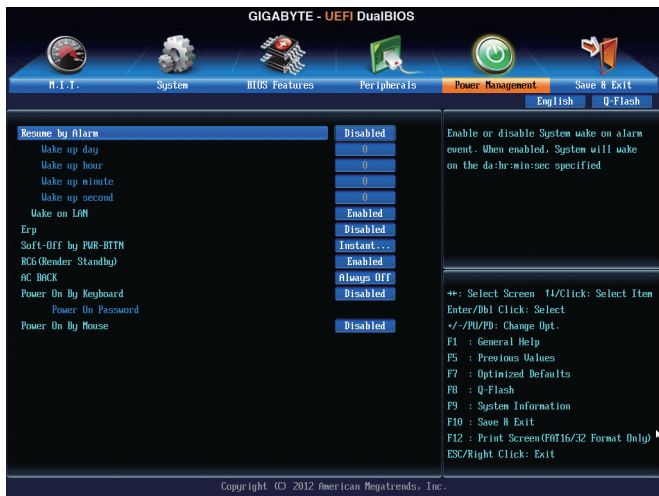 GIGABYTE - UEFI DualBIOS
M.I.T. System BIOS Features Peripherals Power Management Save & Exit
English Q-Flash
Resume by Alarm Disabled
Wake up day 0
Wake up hour 0
Wake up minute 0
Wake up second 0
Wake on LAN Enabled
Erp Disabled
Soft-Off by PWR-BTTN Instant...
RC6(Render Standby) Enabled
AC BACK Always Off
Power On By Keyboard Disabled
Power On Password
Power On By Mouse Disabled
Enable or disable System wake on alarm
event. When enabled, System will wake
on the da:hr:min:sec specified
→←: Select Screen ↑↓/Click: Select Item
Enter/Dbl Click: Select
+/-/PU/PD: Change Opt.
F1 : General Help
F5 : Previous Values
F7 : Optimized Defaults
F8 : Q-Flash
F9 : System Information
F10 : Save & Exit
F12 : Print Screen(FAT16/32 Format Only)
ESC/Right Click: Exit
Copyright (C) 2012 American Megatrends, Inc.